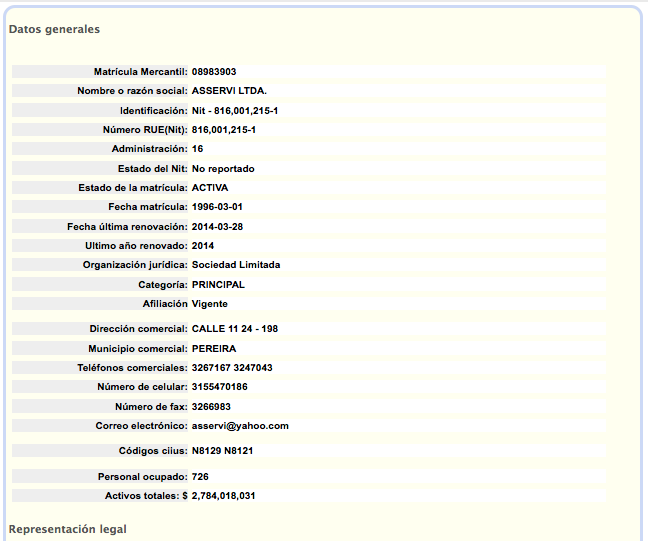 Datos generales
Matrícula Mercantil: 08983903
Nombre o razón social: ASSERVI LTDA.
Identificación: Nit - 816,001,215-1
Número RUE(Nit): 816,001,215-1
Administración: 16
Estado del Nit: No reportado
Estado de la matrícula: ACTIVA
Fecha matrícula: 1996-03-01
Fecha última renovación: 2014-03-28
Ultimo año renovado: 2014
Organización jurídica: Sociedad Limitada
Categoría: PRINCIPAL
Afiliación Vigente
Dirección comercial: CALLE 11 24 - 198
Municipio comercial: PEREIRA
Teléfonos comerciales: 3267167 3247043
Número de celular: 3155470186
Número de fax: 3266983
Correo electrónico: asservi@yahoo.com
Códigos ciius: N8129 N8121
Personal ocupado: 726
Activos totales: $ 2,784,018,031
Representación legal